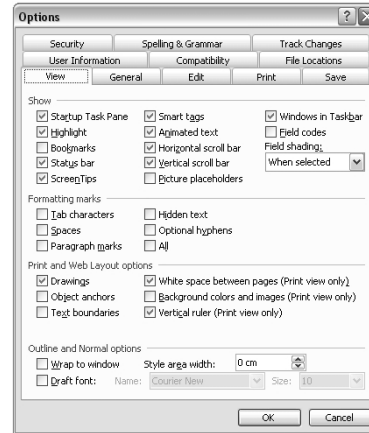 Options
Security Spelling & Grammar Track Changes
User Information Compatibility File Locations
View General Edit Print Save
Show
Startup Task Pane Smart tags Windows in Taskbar
Highlight Animated text Field codes
Bookmarks Horizontal scroll bar Field shading:
Status bar Vertical scroll bar When selected
ScreenTips Picture placeholders
Formatting marks
Tab characters Hidden text
Spaces Optional hyphens
Paragraph marks All
Print and Web Layout options
Drawings White space between pages (Print view only)
Object anchors Background colors and images (Print view only)
Text boundaries Vertical ruler (Print view only)
Outline and Normal options
Wrap to window Style area width: 0 cm
Draft font: Name: Courier New Size: 10
OK Cancel